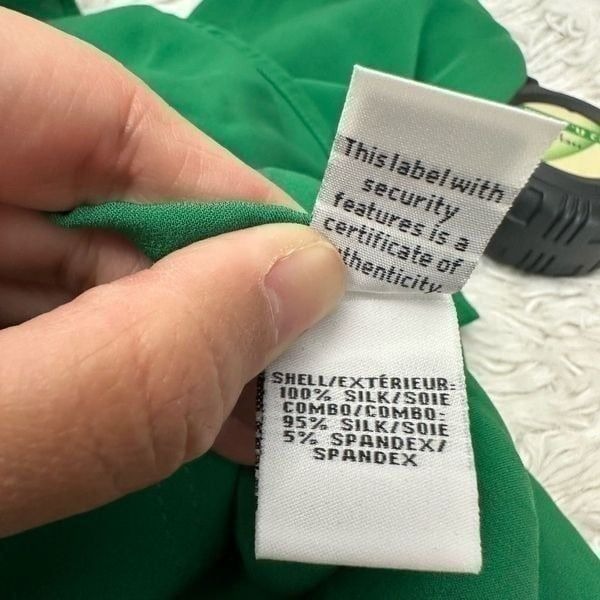 This label with
security
features is a
certificate of
thenticity.
SHELL/EXTÉRIEUR:
100% SILK/SOIE
COMBO/COMBO:
95% SILK/SOIE
5% SPANDEX/
SPANDEX